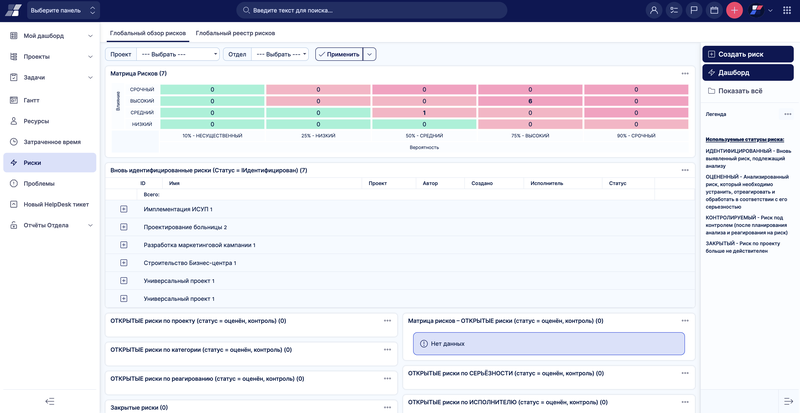 Выберите панель
Введите текст для поиска...
Мой дашборд
Проекты
Задачи
Гантт
Ресурсы
Затраченное время
Риски
Проблемы
Новый HelpDesk тикет
Отчёты Отдела
Глобальный обзор рисков
Глобальный реестр рисков
Проект
--- Выбрать ---
Отдел
--- Выбрать ---
Применить
Матрица Рисков (7)
Влияние
СРОЧНЫЙ 0 0 0 0 0
ВЫСОКИЙ 0 0 0 6 0
СРЕДНИЙ 0 0 1 0 0
НИЗКИЙ 0 0 0 0 0
10% - НЕСУЩЕСТВЕННЫЙ 25% - НИЗКИЙ 50% - СРЕДНИЙ 75% - ВЫСОКИЙ 90% - СРОЧНЫЙ
Вероятность
Вновь идентифицированные риски (Статус = Идентифицирован) (7)
ID Имя Проект Автор Создано Исполнитель Статус
Всего:
Имплементация ИСУП 1
Проектирование больницы 2
Разработка маркетинговой кампании 1
Строительство Бизнес-центра 1
Универсальный проект 1
Универсальный проект 1
ОТКРЫТЫЕ риски по проекту (статус = оценён, контроль) (0)
ОТКРЫТЫЕ риски по категории (статус = оценён, контроль) (0)
ОТКРЫТЫЕ риски по реагированию (статус = оценён, контроль) (0)
Закрытые риски (0)
Матрица рисков – ОТКРЫТЫЕ риски (статус = оценён, контроль) (0)
Нет данных
ОТКРЫТЫЕ риски по СЕРЬЁЗНОСТИ (статус = оценён, контроль) (0)
ОТКРЫТЫЕ риски по ИСПОЛНИТЕЛЮ (статус = оценён, контроль) (0)
Создать риск
Дашборд
Показать всё
Легенда
Используемые статусы риска:
ИДЕНТИФИЦИРОВАННЫЙ - Вновь
выявленный риск, подлежащий
анализу
ОЦЕНЕННЫЙ - Анализированный
риск, который необходимо
устранить, отреагировать и
обработать в соответствии с его
серьезностью
КОНТРОЛИРУЕМЫЙ - Риск под
контролем (после планирования
анализа и реагирования на риск)
ЗАКРЫТЫЙ - Риск по проекту
больше не действителен